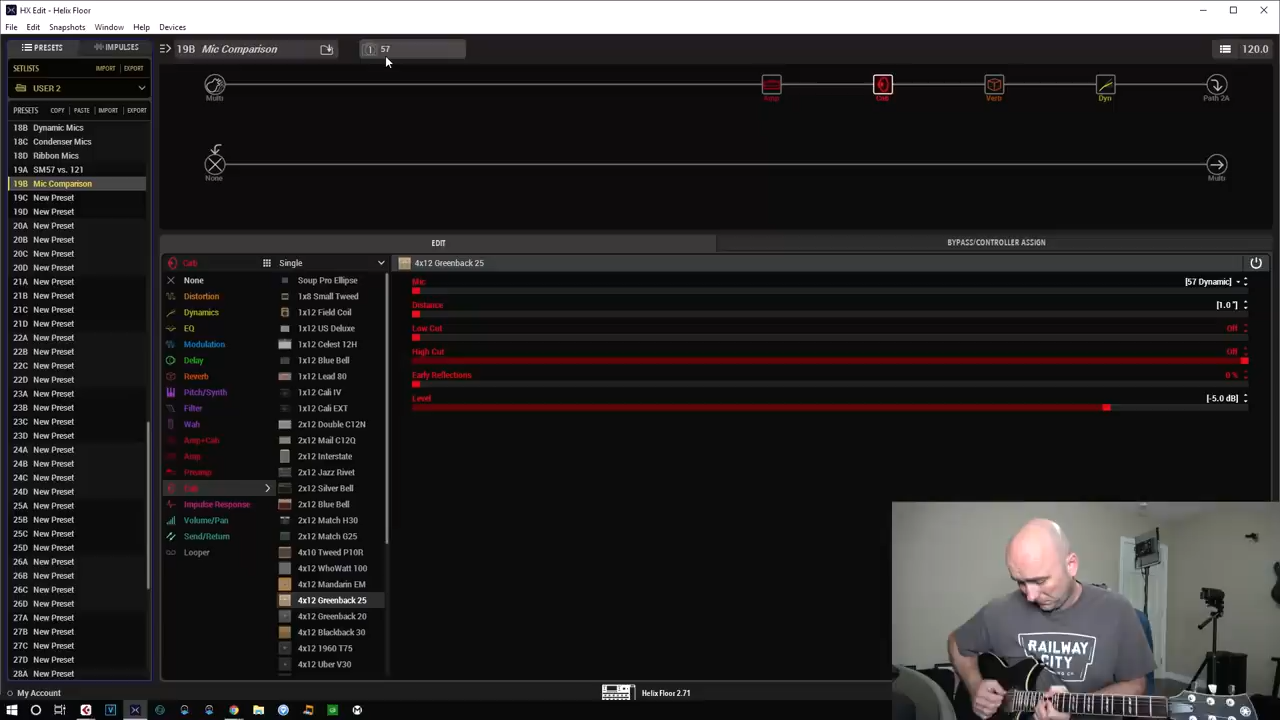 HX Edit - Helix Floor
File Edit Snapshots Window Help Devices
PRESETS IMPULSES
19B Mic Comparison
1 57
120.0
SETLISTS IMPORT EXPORT
USER 2
PRESETS COPY PASTE IMPORT EXPORT
18B Dynamic Mics
18C Condenser Mics
18D Ribbon Mics
19A SM57 vs. 121
19B Mic Comparison
19C New Preset
19D New Preset
20A New Preset
20B New Preset
20C New Preset
20D New Preset
21A New Preset
21B New Preset
21C New Preset
21D New Preset
22A New Preset
22B New Preset
22C New Preset
22D New Preset
23A New Preset
23B New Preset
23C New Preset
23D New Preset
24A New Preset
24B New Preset
24C New Preset
24D New Preset
25A New Preset
25B New Preset
25C New Preset
25D New Preset
26A New Preset
26B New Preset
26C New Preset
26D New Preset
27A New Preset
27B New Preset
27C New Preset
27D New Preset
28A New Preset
Multi Amp Cab Verb Dyn Path 2A
None Multi
EDIT BYPASS/CONTROLLER ASSIGN
Cab Single
None
Distortion
Dynamics
EQ
Modulation
Delay
Reverb
Pitch/Synth
Filter
Wah
Amp+Cab
Amp
Preamp
Cab
Impulse Response
Volume/Pan
Send/Return
Looper
Soup Pro Ellipse
1x8 Small Tweed
1x12 Field Coil
1x12 US Deluxe
1x12 Celest 12H
1x12 Blue Bell
1x12 Lead 80
1x12 Cali IV
1x12 Cali EXT
2x12 Double C12N
2x12 Mail C12Q
2x12 Interstate
2x12 Jazz Rivet
2x12 Silver Bell
2x12 Blue Bell
2x12 Match H30
2x12 Match G25
4x10 Tweed P10R
4x12 WhoWatt 100
4x12 Mandarin EM
4x12 Greenback 25
4x12 Greenback 20
4x12 Blackback 30
4x12 1960 T75
4x12 Uber V30
4x12 Greenback 25
Mic [57 Dynamic]
Distance [1.0 "]
Low Cut Off
High Cut Off
Early Reflections 0 %
Level [-5.0 dB]
RAILWAY
CITY
My Account
Helix Floor 2.71